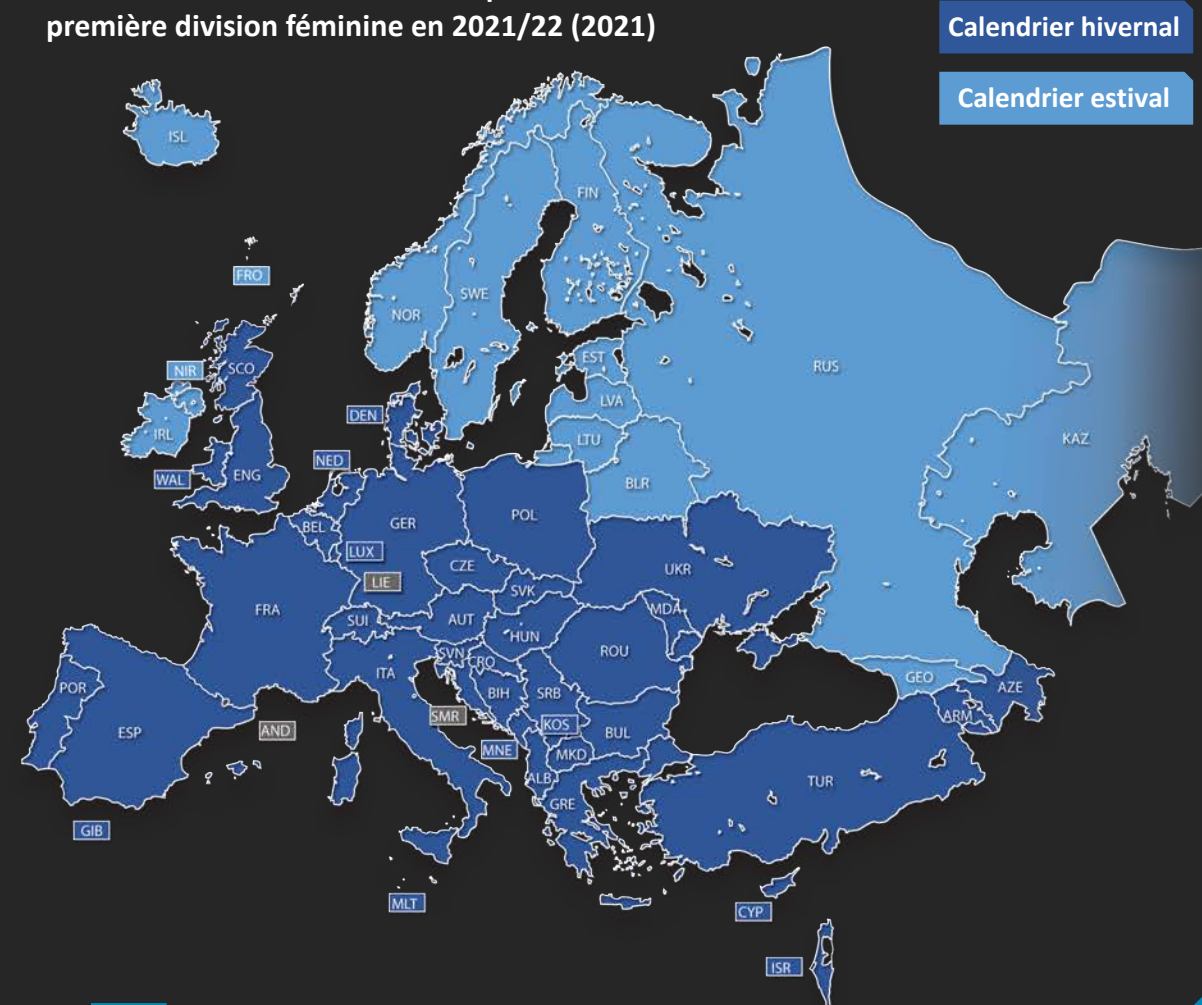 première division féminine en 2021/22 (2021)
Calendrier hivernal
Calendrier estival
ISL
FIN
FRO
SWE
NOR
EST
RUS
SCO
NIR
LVA
DEN
IRL
LTU
KAZ
NED
WAL
ENG
BLR
GER
POL
BEL
LUX
CZE
UKR
LIE
SVK
FRA
MDA
SUI
AUT
HUN
ROU
SVN
CRO
ITA
GEO
POR
BIH
SRB
AZE
SMR
ARM
KOS
ESP
AND
BUL
MNE
MKD
ALB
TUR
GRE
GIB
MLT
CYP
ISR